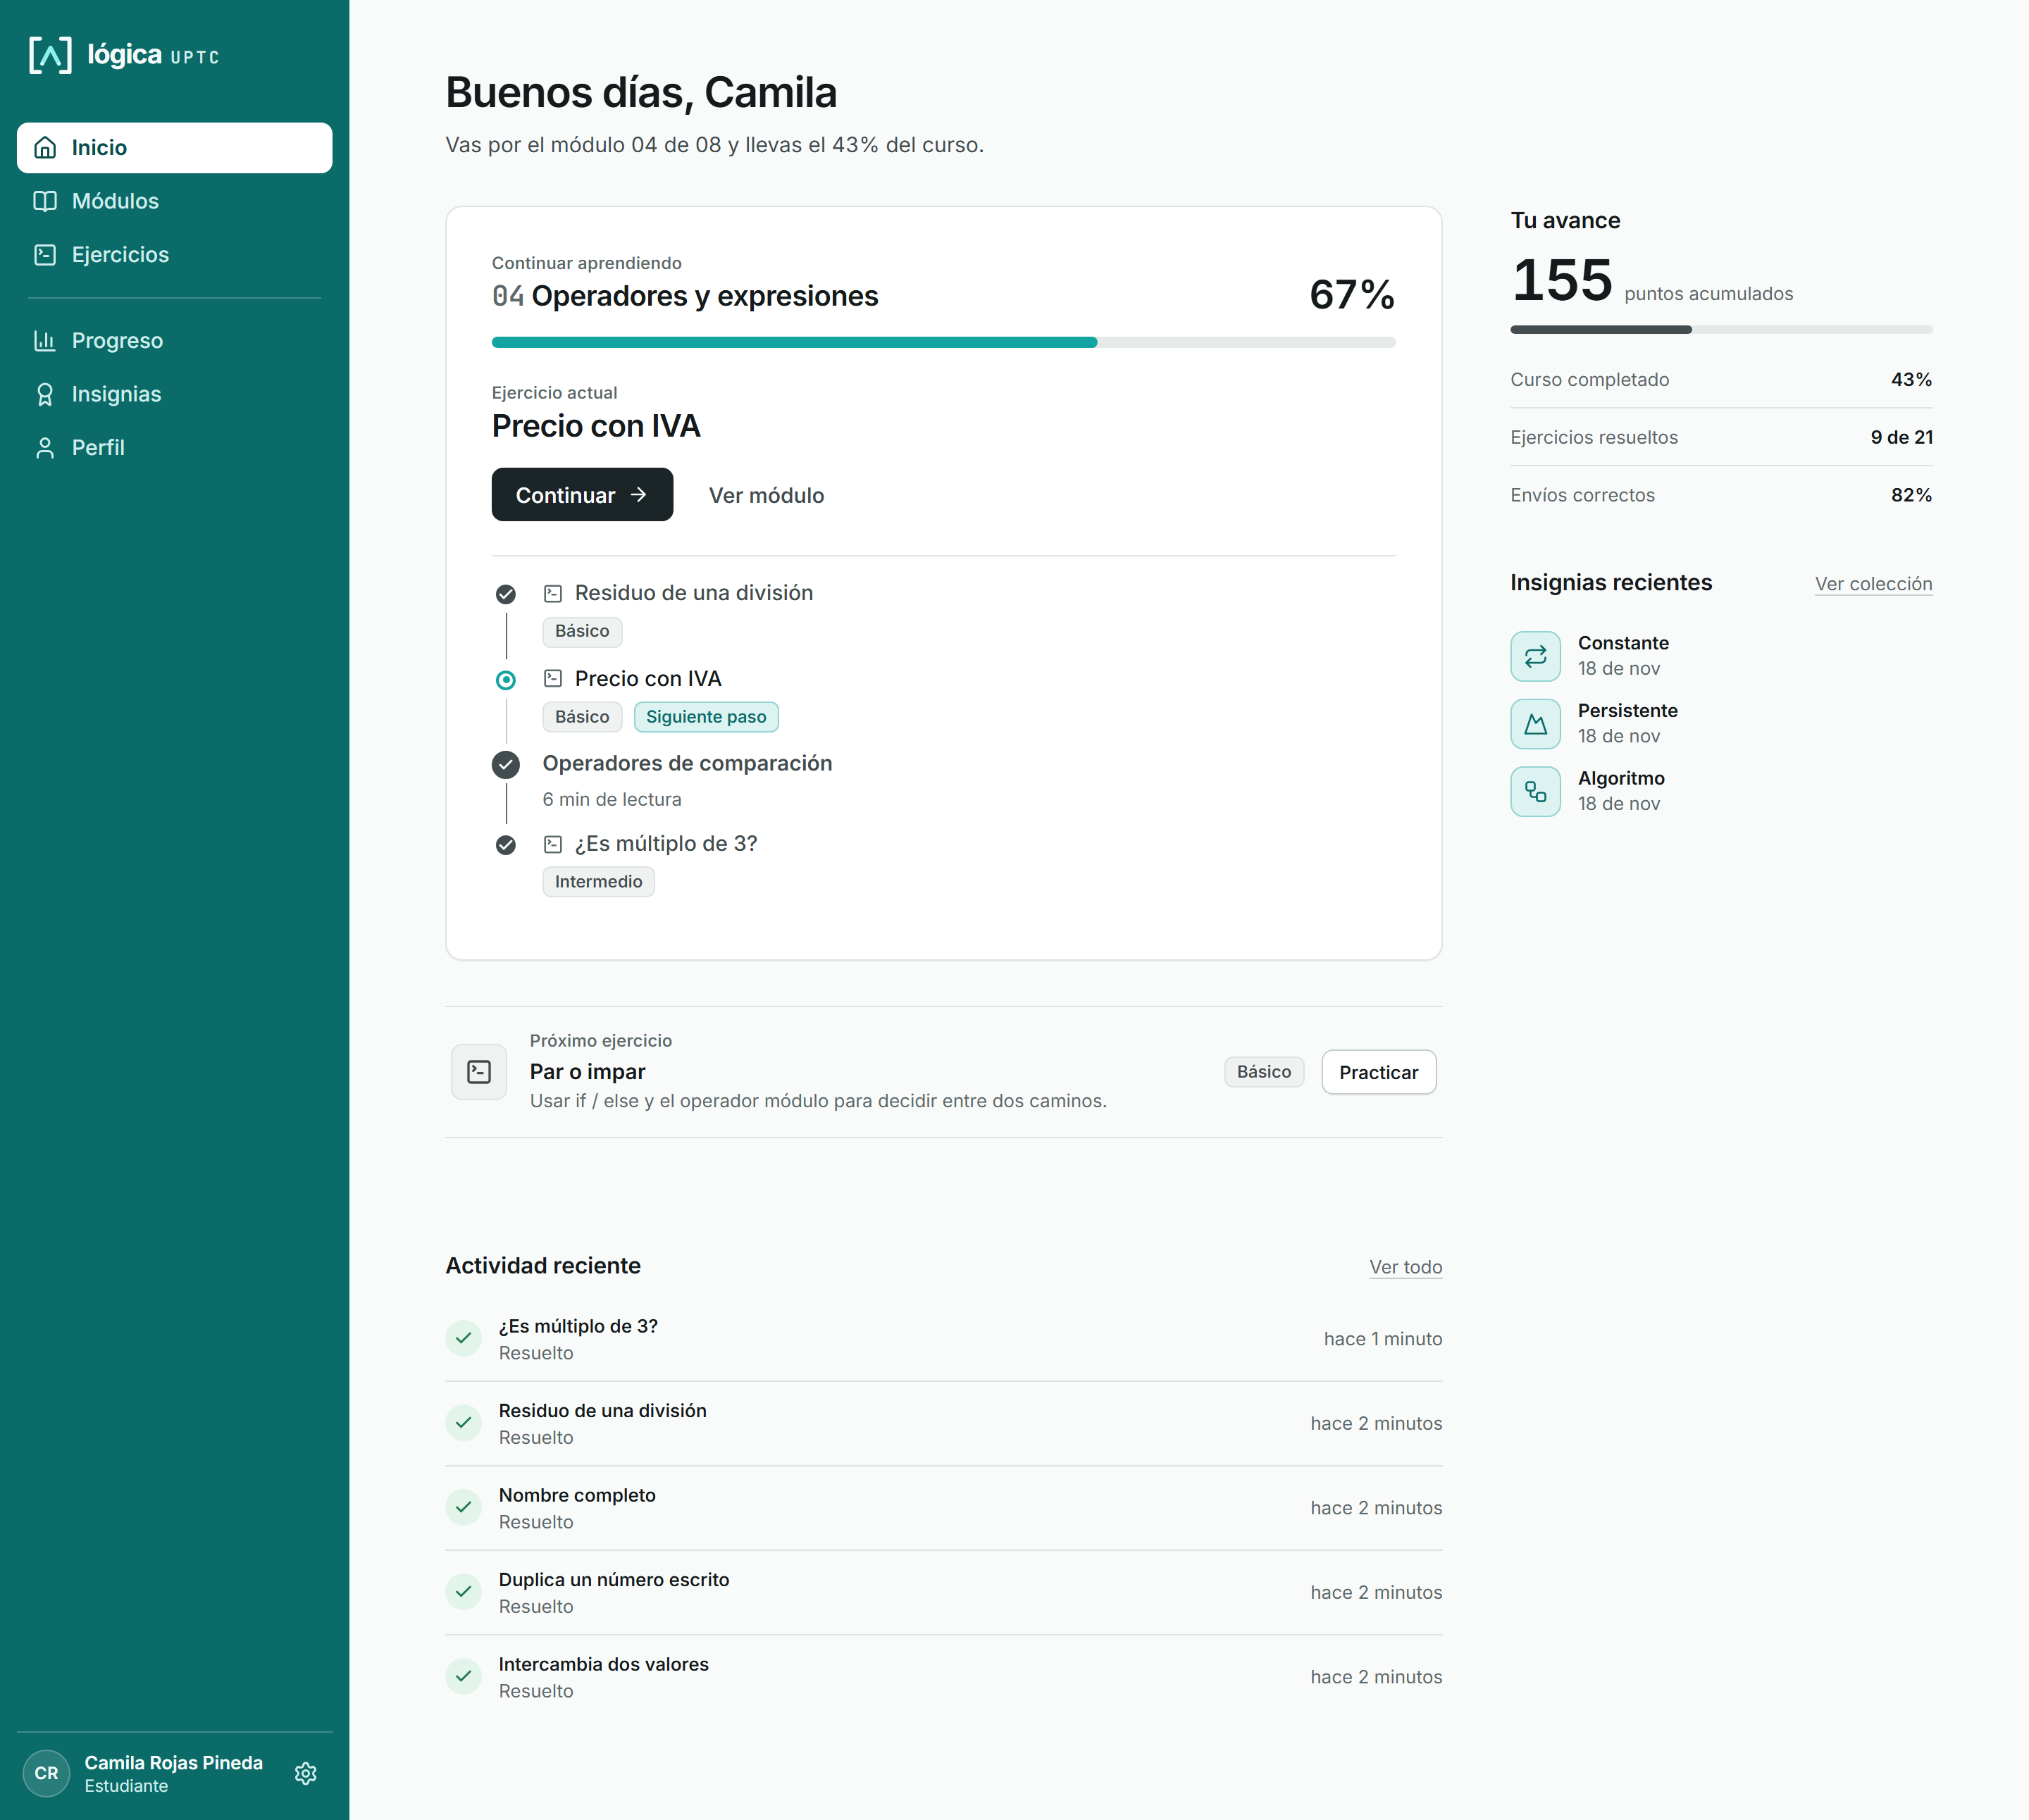 lógica UPTC
Inicio
Módulos
Ejercicios
Progreso
Insignias
Perfil
Camila Rojas Pineda
CR
Estudiante
Buenos días, Camila
Vas por el módulo 04 de 08 y llevas el 43% del curso.
Continuar aprendiendo
04 Operadores y expresiones
67%
Ejercicio actual
Precio con IVA
Continuar
Ver módulo
Residuo de una división
Básico
Precio con IVA
Básico
Siguiente paso
Operadores de comparación
6 min de lectura
¿Es múltiplo de 3?
Intermedio
Próximo ejercicio
Par o impar
Usar if / else y el operador módulo para decidir entre dos caminos.
Básico
Practicar
Actividad reciente
Ver todo
¿Es múltiplo de 3?
Resuelto
hace 1 minuto
Residuo de una división
Resuelto
hace 2 minutos
Nombre completo
Resuelto
hace 2 minutos
Duplica un número escrito
Resuelto
hace 2 minutos
Intercambia dos valores
Resuelto
hace 2 minutos
Tu avance
155 puntos acumulados
Curso completado 43%
Ejercicios resueltos 9 de 21
Envíos correctos 82%
Insignias recientes
Ver colección
Constante
18 de nov
Persistente
18 de nov
Algoritmo
18 de nov